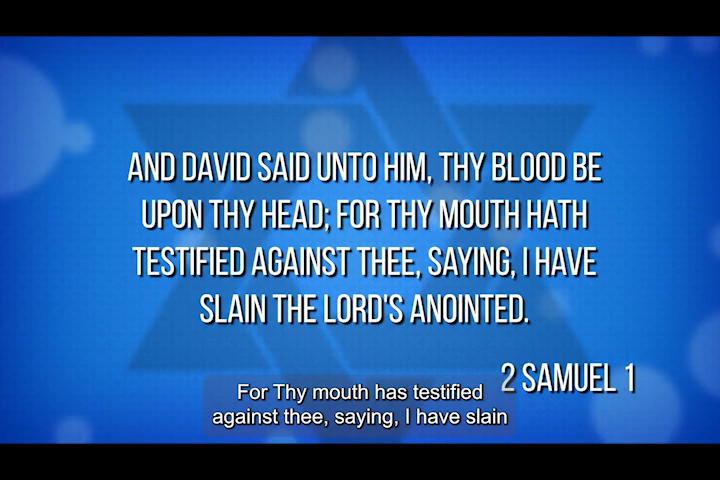 AND DAVID SAID UNTO HIM, THY BLOOD BE
UPON THY HEAD; FOR THY MOUTH HATH
TESTIFIED AGAINST THEE, SAYING, I HAVE
SLAIN THE LORD'S ANOINTED.
2 SAMUEL 1
For Thy mouth has testified
against thee, saying, I have slain